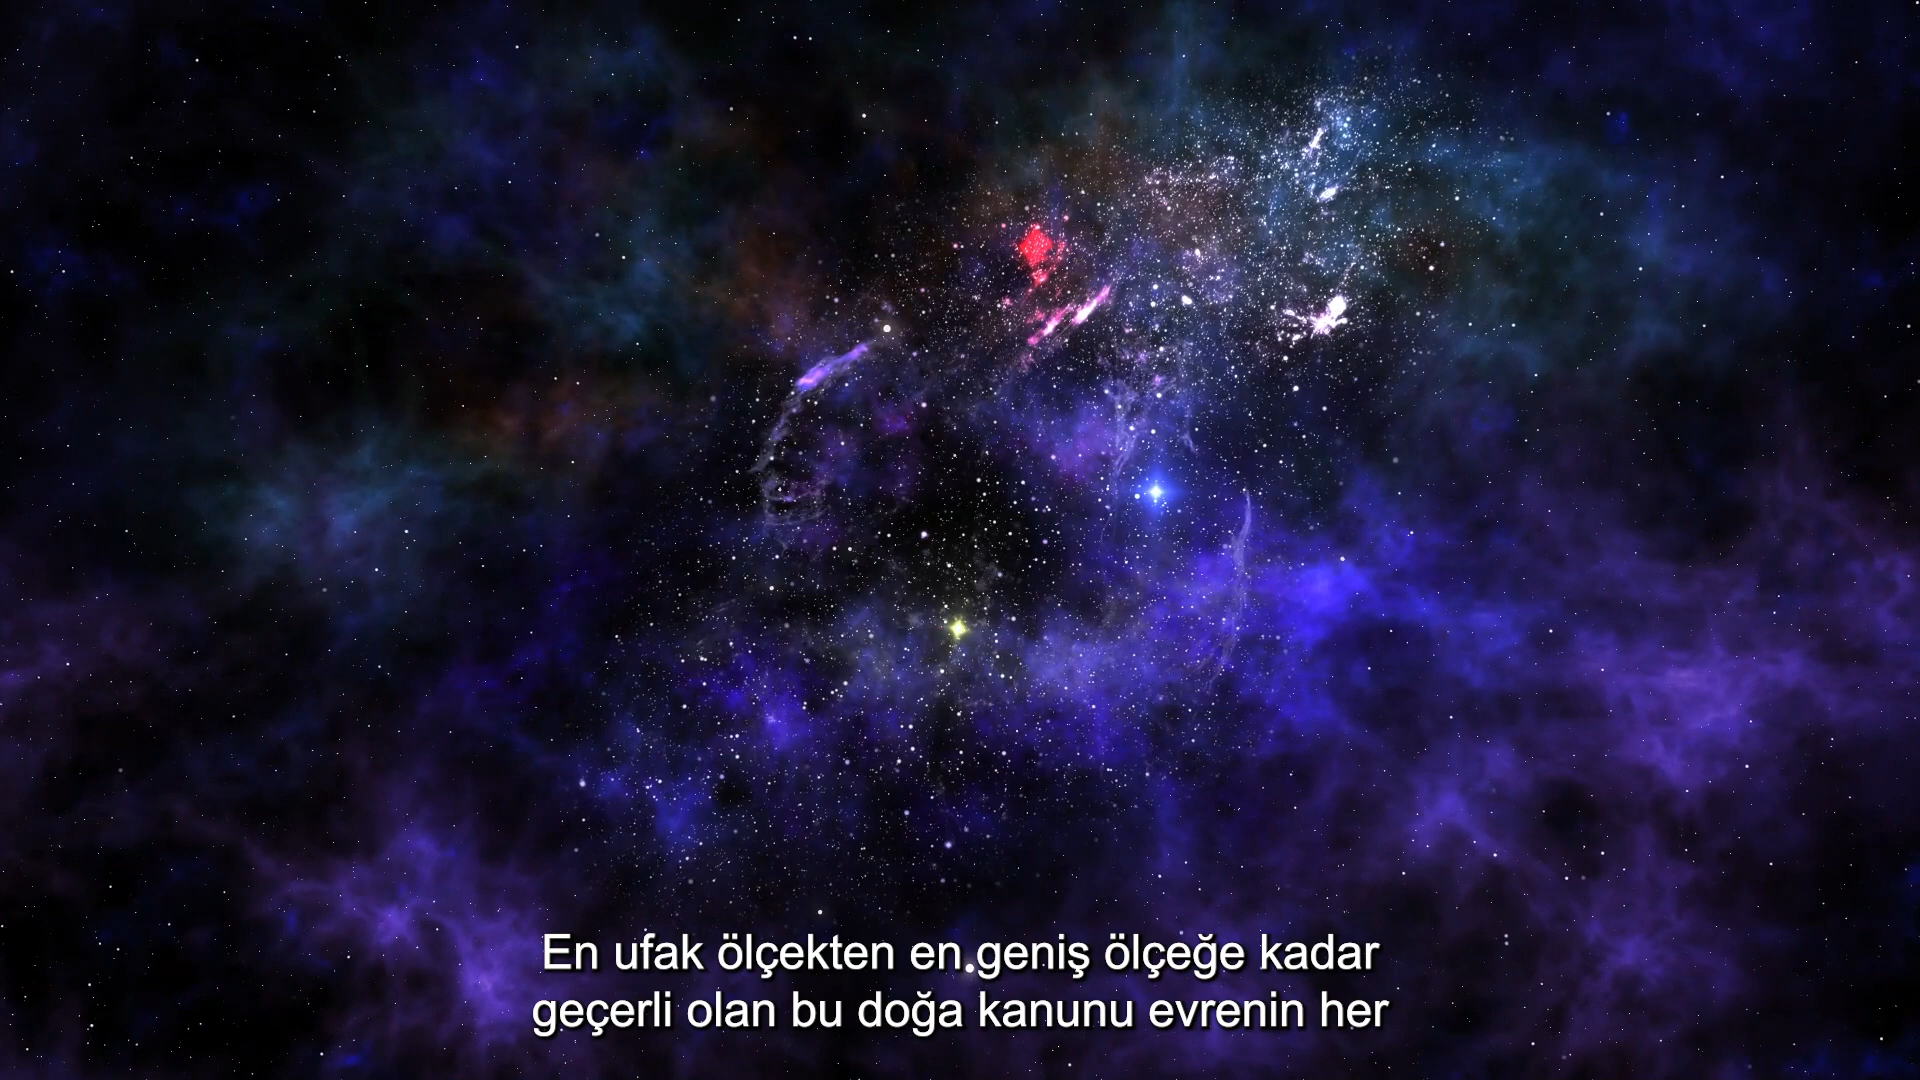 En ufak ölçekten en geniş ölçeğe kadar
geçerli olan bu doğa kanunu evrenin her